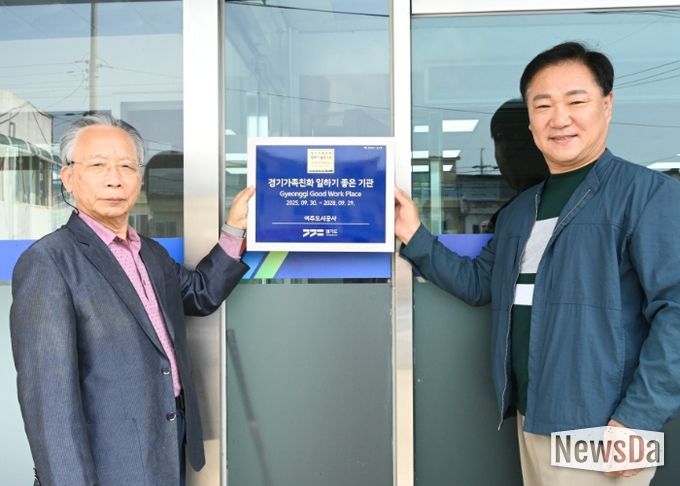 경기가족친화 일하기 좋은 기관
Gyeonggi Good Work Place
2025. 09. 30. ~ 2028. 09. 29.
여주도시공사
경기도
NewsDa